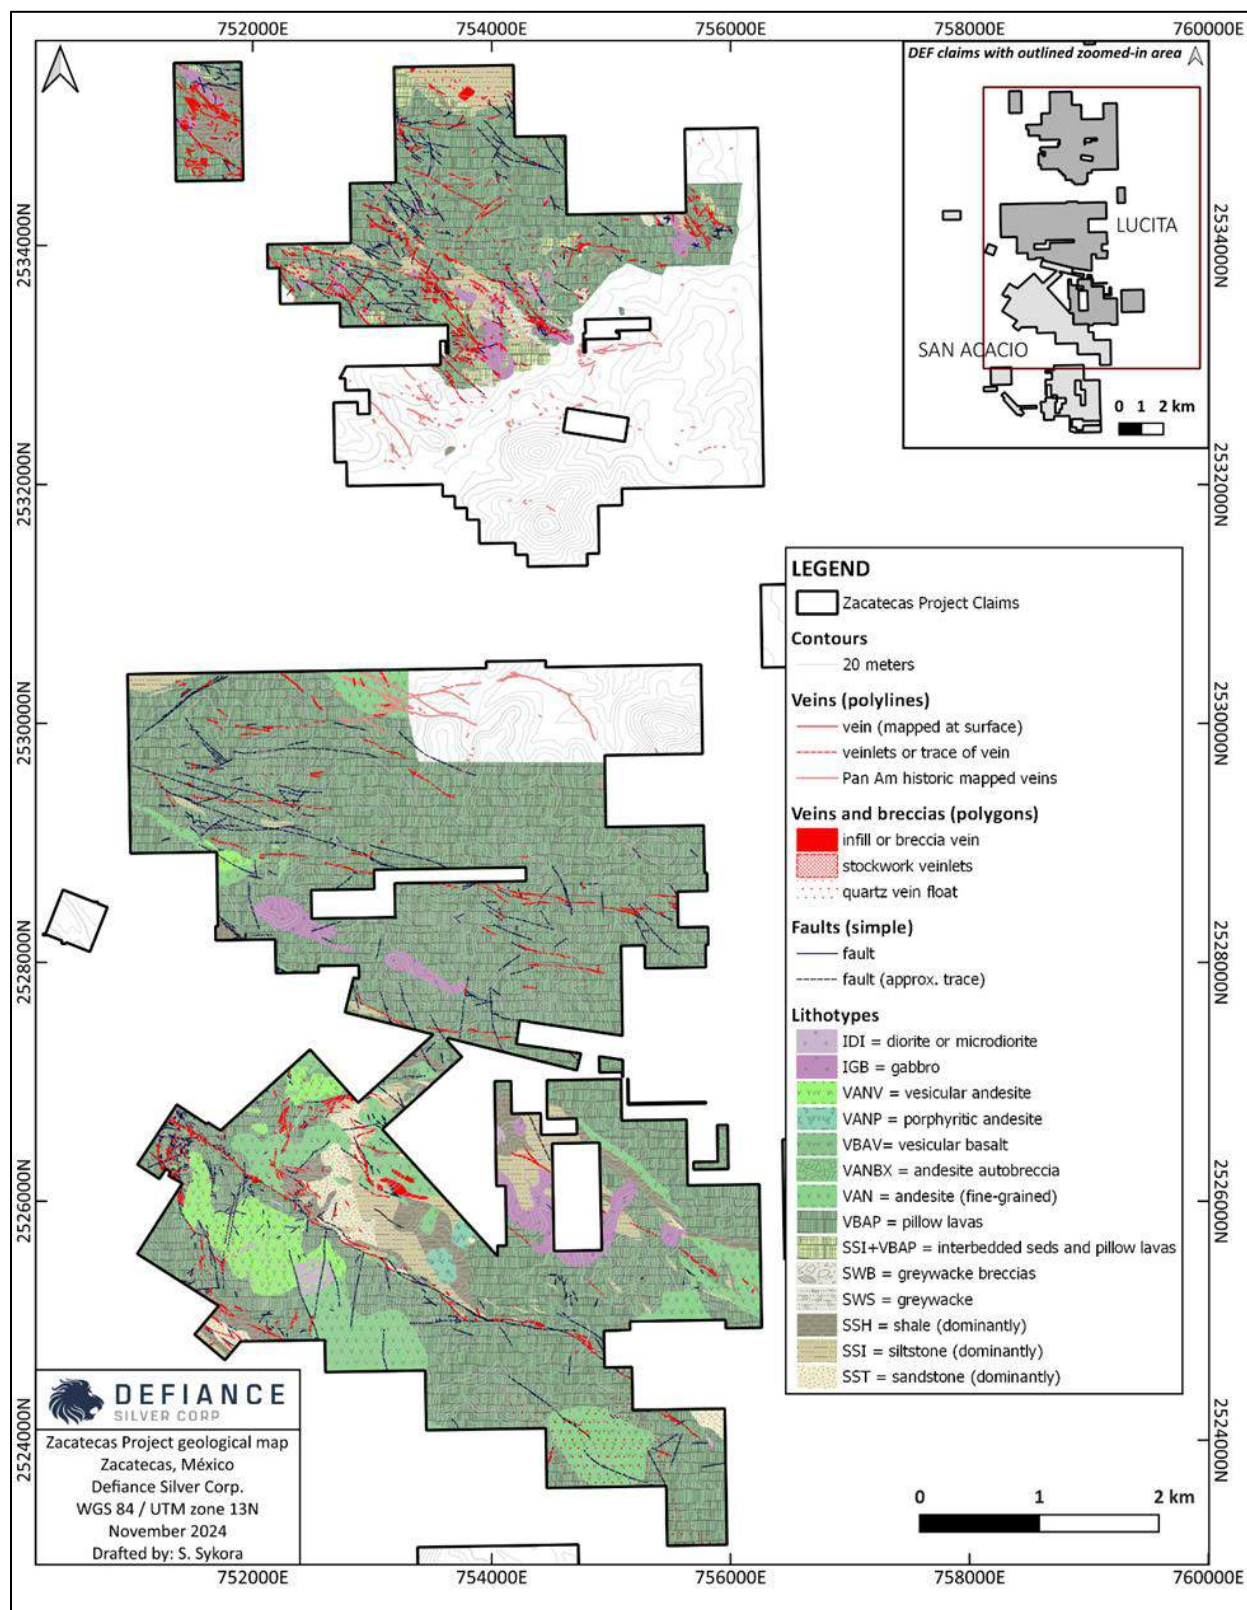 752000E 754000E 756000E 758000E 760000E
DEF claims with outlined zoomed-in area
LUCITA
SAN ACACIO
0 1 2 km
2534000N
2534000N
2532000N
2532000N
2530000N
2530000N
2528000N
2528000N
2526000N
2526000N
2524000N
2524000N
LEGEND
Zacatecas Project Claims
Contours
20 meters
Veins (polylines)
vein (mapped at surface)
veinlets or trace of vein
Pan Am historic mapped veins
Veins and breccias (polygons)
infill or breccia vein
stockwork veinlets
quartz vein float
Faults (simple)
fault
fault (approx. trace)
Lithotypes
IDI = diorite or microdiorite
IGB = gabbro
VANV = vesicular andesite
VANP = porphyritic andesite
VBAV= vesicular basalt
VANBX = andesite autobreccia
VAN = andesite (fine-grained)
VBAP = pillow lavas
SSI+VBAP = interbedded seds and pillow lavas
SWB = greywacke breccias
SWS = greywacke
SSH = shale (dominantly)
SSI = siltstone (dominantly)
SST = sandstone (dominantly)
DEFIANCE
SILVER CORP
Zacatecas Project geological map
Zacatecas, México
Defiance Silver Corp.
WGS 84 / UTM zone 13N
November 2024
Drafted by: S. Sykora
0 1 2 km
752000E 754000E 756000E 758000E 760000E